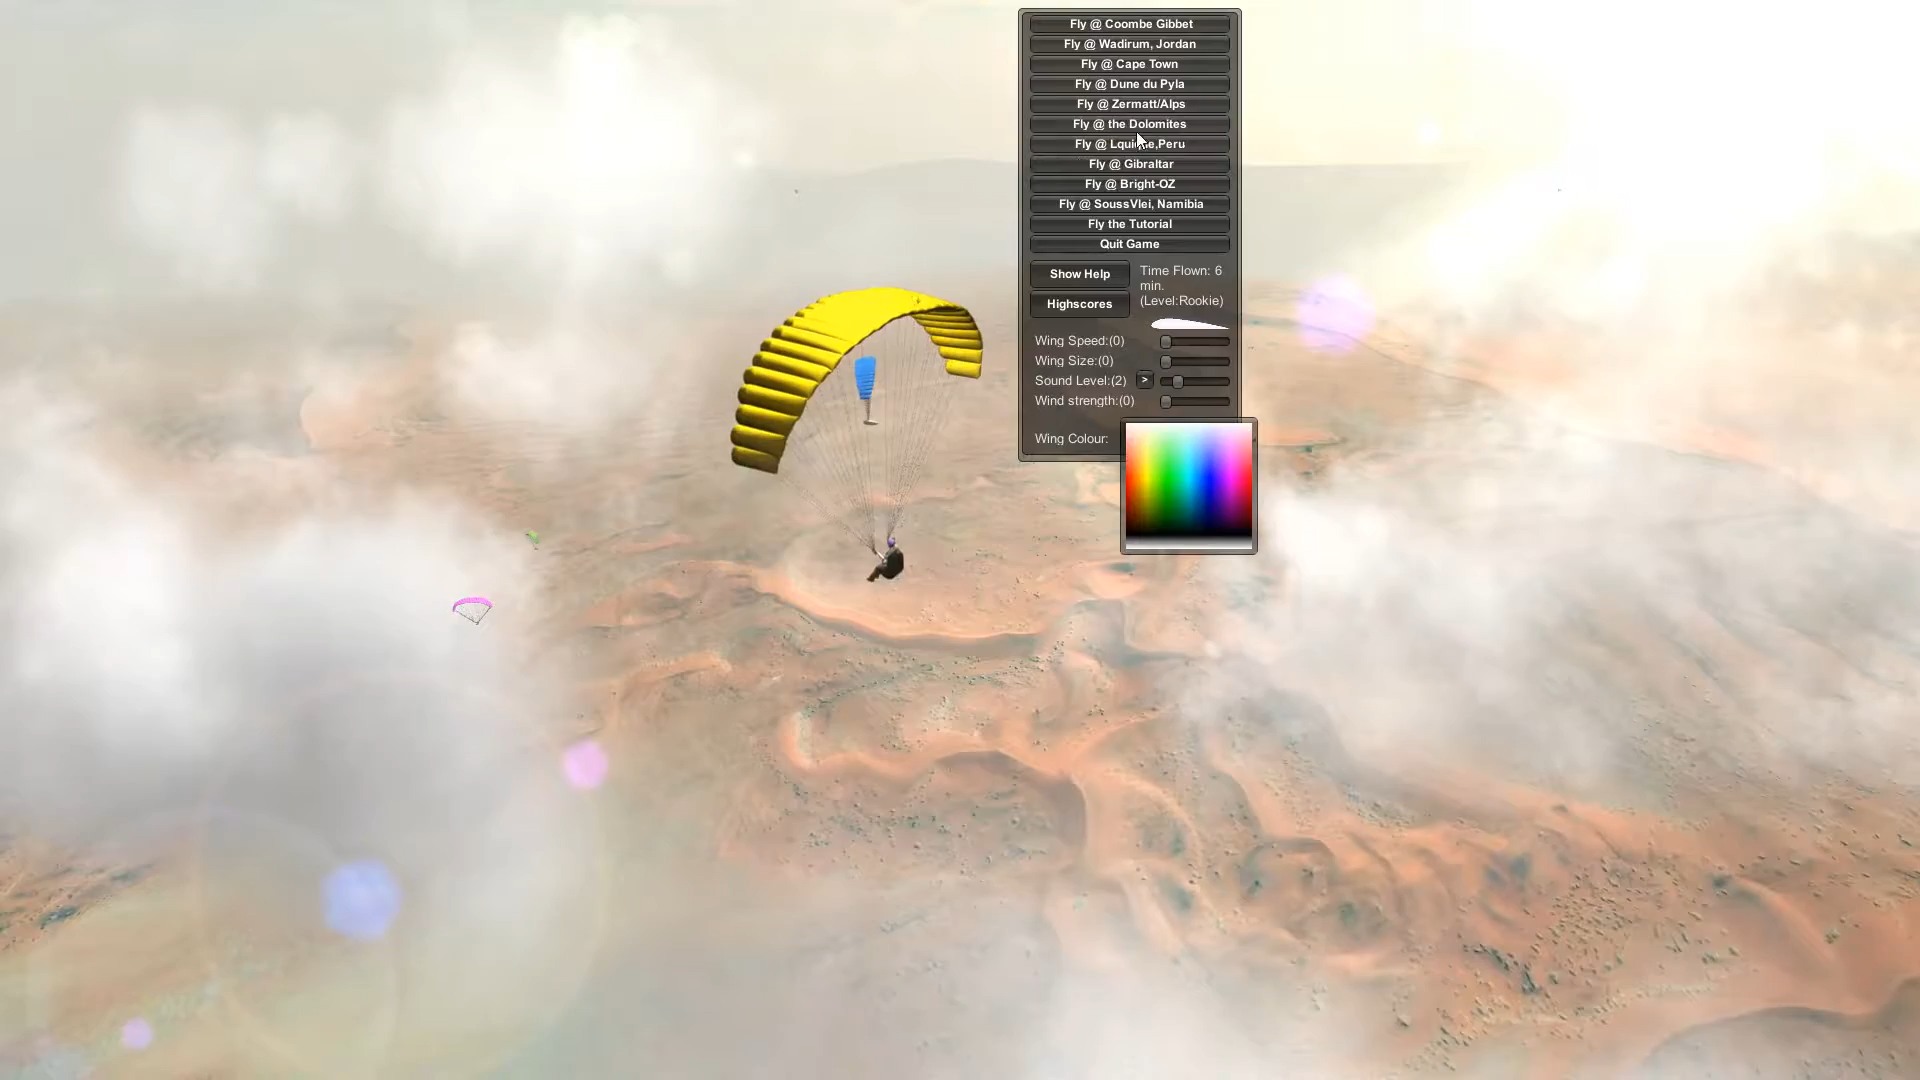 Fly @ Coombe Gibbet
Fly @ Wadirum, Jordan
Fly @ Cape Town
Fly @ Dune du Pyla
Fly @ Zermatt/Alps
Fly @ the Dolomites
Fly @ Lquique,Peru
Fly @ Gibraltar
Fly @ Bright-OZ
Fly @ SoussVlei, Namibia
Fly the Tutorial
Quit Game
Show Help
Highscores
Time Flown: 6
min.
(Level:Rookie)
Wing Speed:(0)
Wing Size:(0)
Sound Level:(2) >
Wind strength:(0)
Wing Colour: